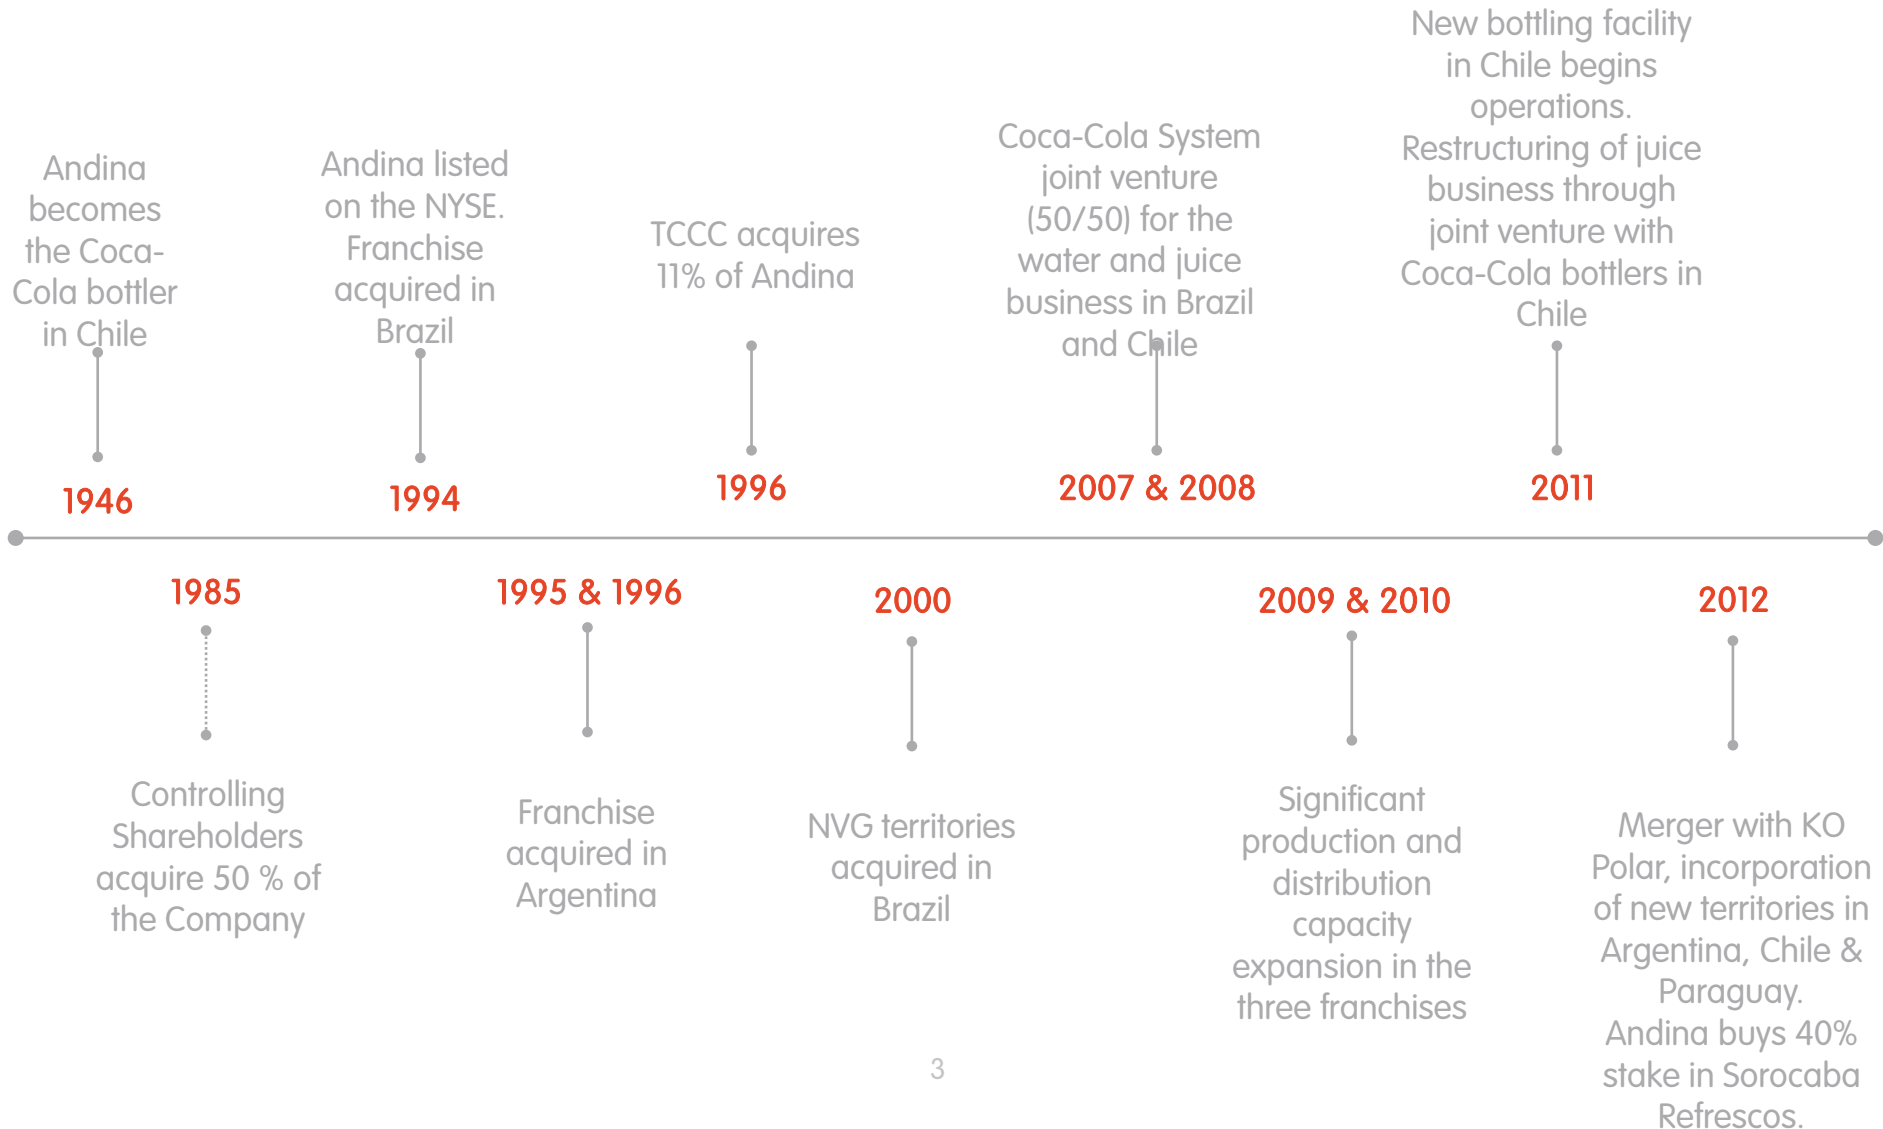 Andina
becomes
the Coca-
Cola bottler
in Chile
1946
Andina listed
on the NYSE.
Franchise
acquired in
Brazil
1994
TCCC acquires
11% of Andina
1996
Coca-Cola System
joint venture
(50/50) for the
water and juice
business in Brazil
and Chile
2007 & 2008
New bottling facility
in Chile begins
operations.
Restructuring of juice
business through
joint venture with
Coca-Cola bottlers in
Chile
2011
1985
Controlling
Shareholders
acquire 50 % of
the Company
1995 & 1996
Franchise
acquired in
Argentina
2000
NVG territories
acquired in
Brazil
2009 & 2010
Significant
production and
distribution
capacity
expansion in the
three franchises
2012
Merger with KO
Polar, incorporation
of new territories in
Argentina, Chile &
Paraguay.
Andina buys 40%
stake in Sorocaba
Refrescos.
3